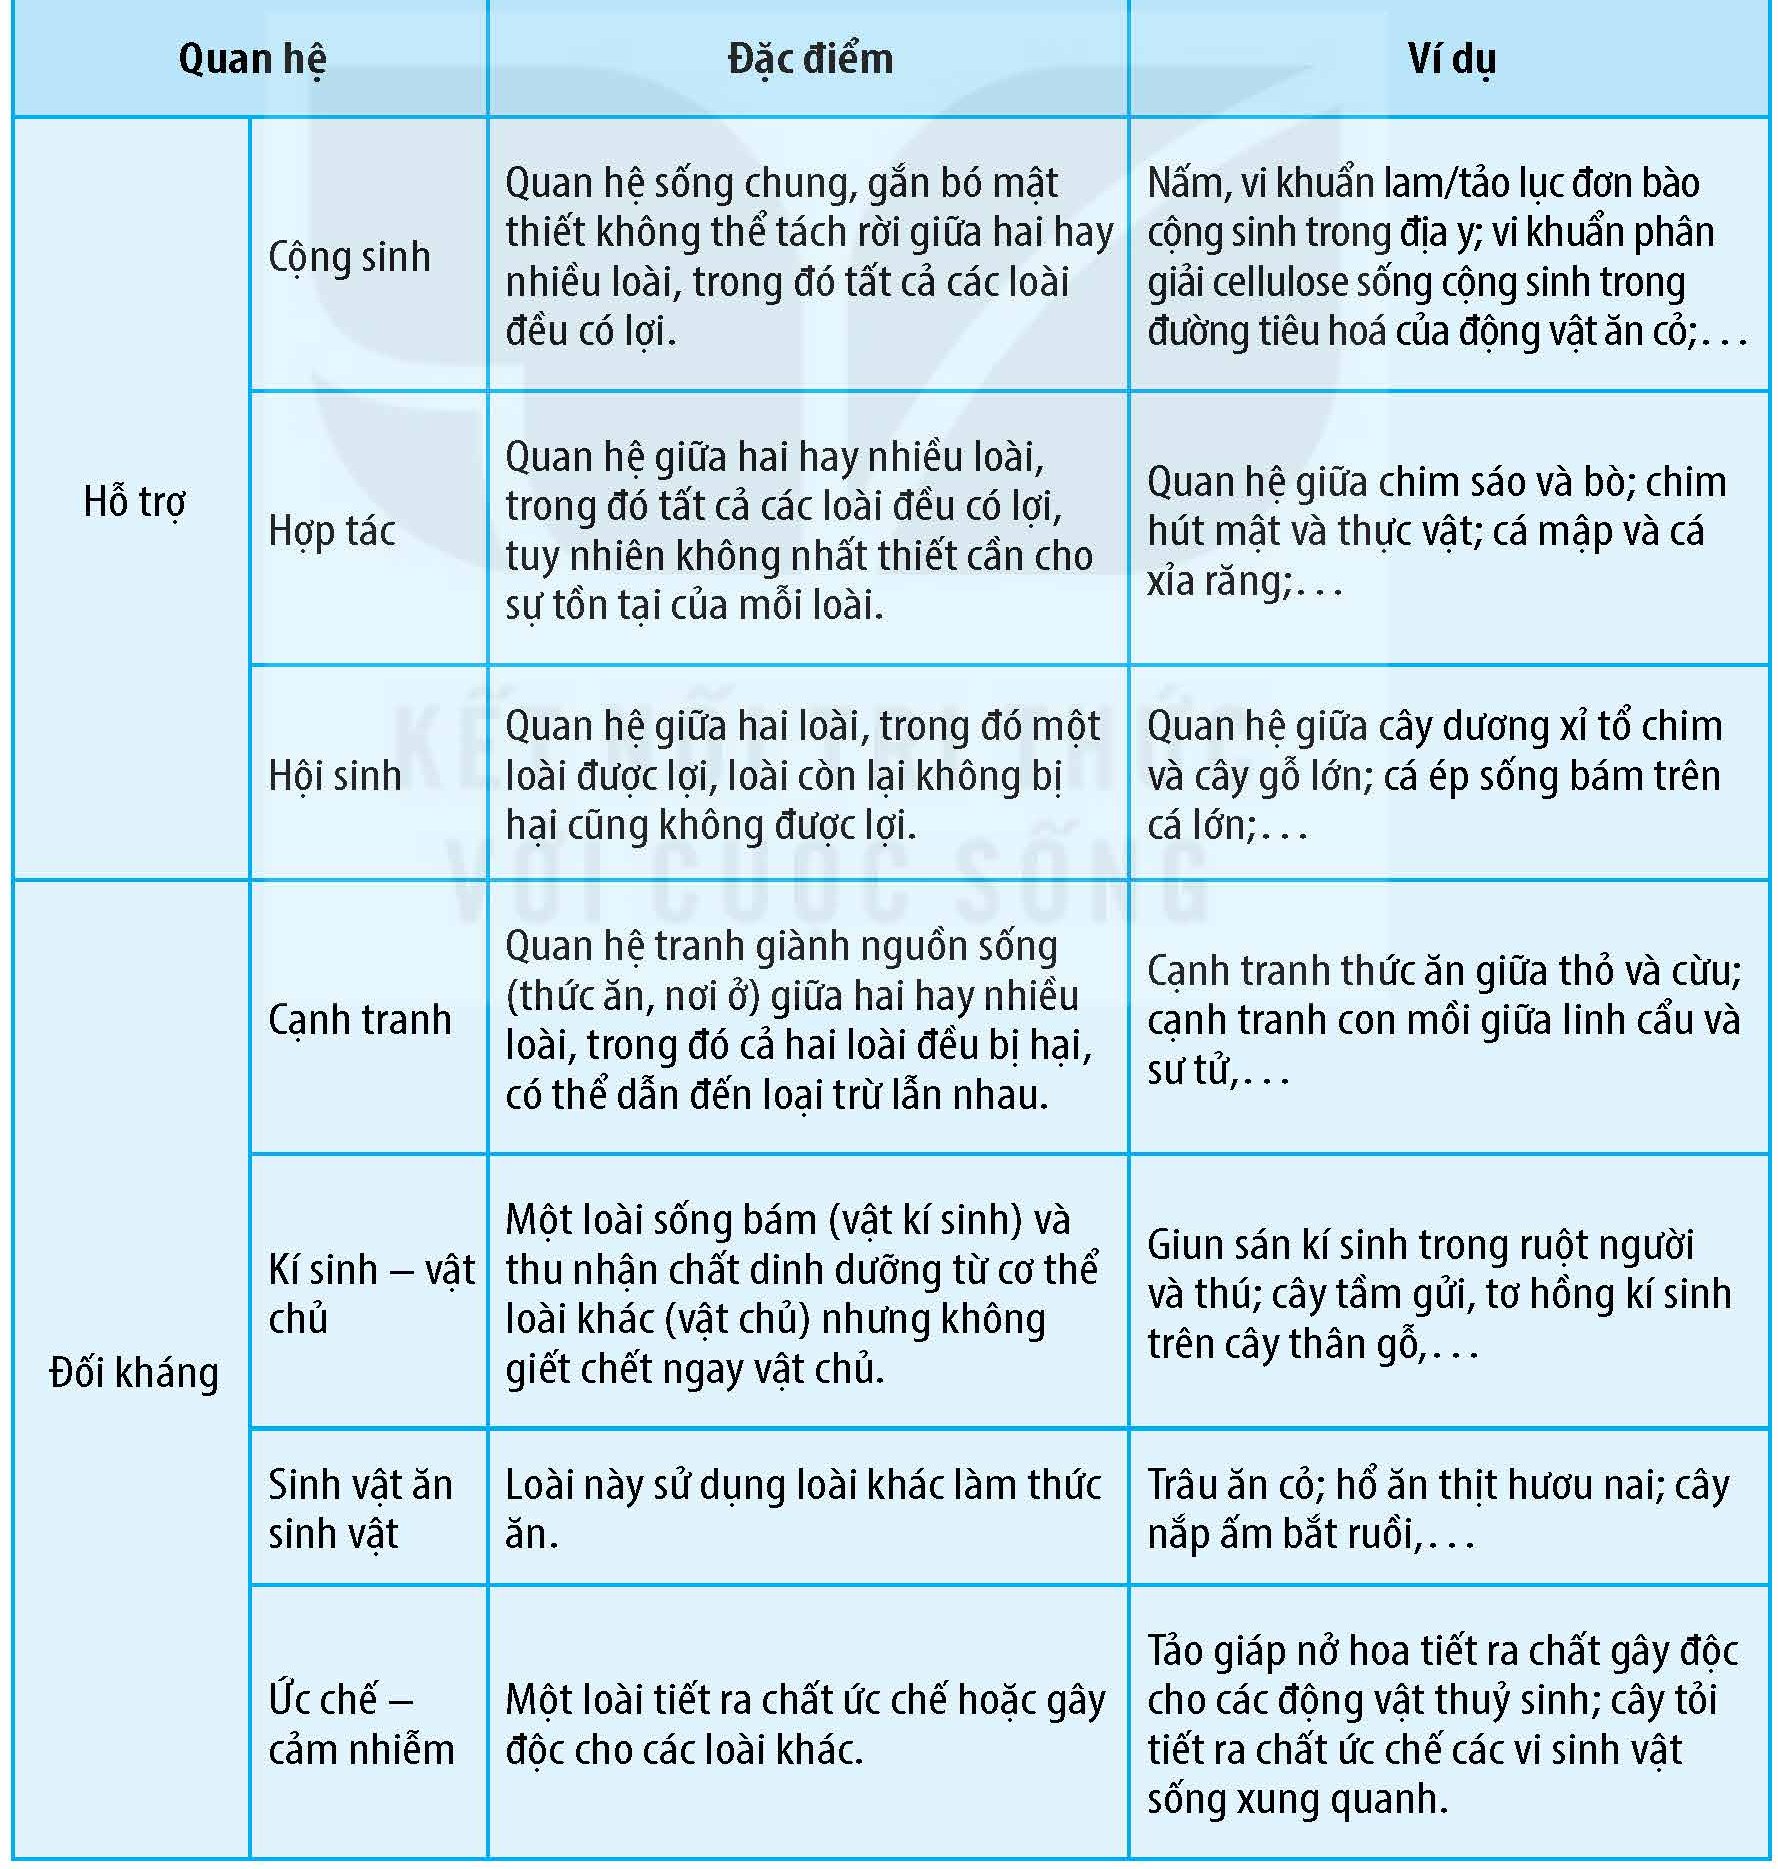 Quan hệ
Đặc điểm
Ví dụ
Hỗ trợ
Cộng sinh
Quan hệ sống chung, gắn bó mật
thiết không thể tách rời giữa hai hay
nhiều loài, trong đó tất cả các loài
đều có lợi.
Nấm, vi khuẩn lam/tảo lục đơn bào
cộng sinh trong địa y; vi khuẩn phân
giải cellulose sống cộng sinh trong
đường tiêu hoá của động vật ăn cỏ;...
Hợp tác
Quan hệ giữa hai hay nhiều loài,
trong đó tất cả các loài đều có lợi,
tuy nhiên không nhất thiết cần cho
sự tồn tại của mỗi loài.
Quan hệ giữa chim sáo và bò; chim
hút mật và thực vật; cá mập và cá
xỉa răng;...
Hội sinh
Quan hệ giữa hai loài, trong đó một
loài được lợi, loài còn lại không bị
hại cũng không được lợi.
Quan hệ giữa cây dương xỉ tổ chim
và cây gỗ lớn; cá ép sống bám trên
cá lớn;...
KẾT NỐI TRI THỨC
VỚI CUỘC SỐNG
Đối kháng
Cạnh tranh
Quan hệ tranh giành nguồn sống
(thức ăn, nơi ở) giữa hai hay nhiều
loài, trong đó cả hai loài đều bị hại,
có thể dẫn đến loại trừ lẫn nhau.
Cạnh tranh thức ăn giữa thỏ và cừu;
cạnh tranh con mồi giữa linh cẩu và
sư tử,...
Kí sinh – vật
chủ
Một loài sống bám (vật kí sinh) và
thu nhận chất dinh dưỡng từ cơ thể
loài khác (vật chủ) nhưng không
giết chết ngay vật chủ.
Giun sán kí sinh trong ruột người
và thú; cây tầm gửi, tơ hồng kí sinh
trên cây thân gỗ,...
Sinh vật ăn
sinh vật
Loài này sử dụng loài khác làm thức
ăn.
Trâu ăn cỏ; hổ ăn thịt hươu nai; cây
nắp ấm bắt ruồi,...
Ức chế –
cảm nhiễm
Một loài tiết ra chất ức chế hoặc gây
độc cho các loài khác.
Tảo giáp nở hoa tiết ra chất gây độc
cho các động vật thuỷ sinh; cây tỏi
tiết ra chất ức chế các vi sinh vật
sống xung quanh.